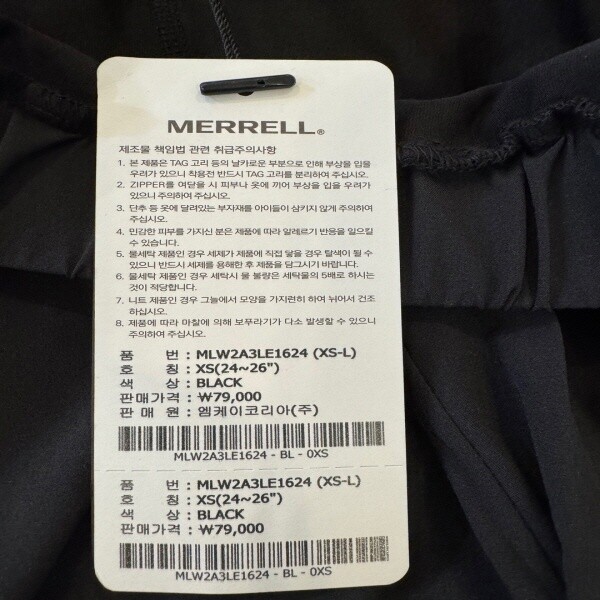 MERRELL®
제조물 책임법 관련 취급주의사항
1. 본 제품은 TAG 고리 등의 날카로운 부분으로 인해 부상을 입을
우려가 있으니 착용전 반드시 TAG 고리를 분리하여 주십시오.
2. ZIPPER를 여닫을 시 피부나 옷에 끼어 부상을 입을 우려가
있으니 주의하여 주십시오.
3. 단추 등 옷에 달려있는 부자재를 아이들이 삼키지 않게 주의하여
주십시오.
4. 민감한 피부를 가지신 분은 제품에 따라 알레르기 반응을 일으킬
수 있습니다.
5. 물세탁 제품인 경우 세제가 제품에 직접 닿을 경우 탈색이 될 수
있으니 반드시 세제를 용해한 후 제품을 담그시기 바랍니다.
6. 물세탁 제품인 경우 세탁시 물 불량은 세탁물의 5배로 하시는
것이 적당합니다.
7. 니트 제품인 경우 그늘에서 모양을 가지런히 하여 뉘어서 건조
하십시오.
8. 제품에 따라 마찰에 의해 보푸라기가 다소 발생할 수 있으니
주의하여 주십시오.
품 번 : MLW2A3LE1624 (XS-L)
호 칭 : XS(24~26")
색 상 : BLACK
판매가격 : ₩79,000
판 매 원 : 엠케이코리아(주)
MLW2A3LE1624 - BL - 0XS
품 번 : MLW2A3LE1624 (XS-L)
호 칭 : XS(24~26")
색 상 : BLACK
판매가격 : ₩79,000
MLW2A3LE1624 - BL - 0XS